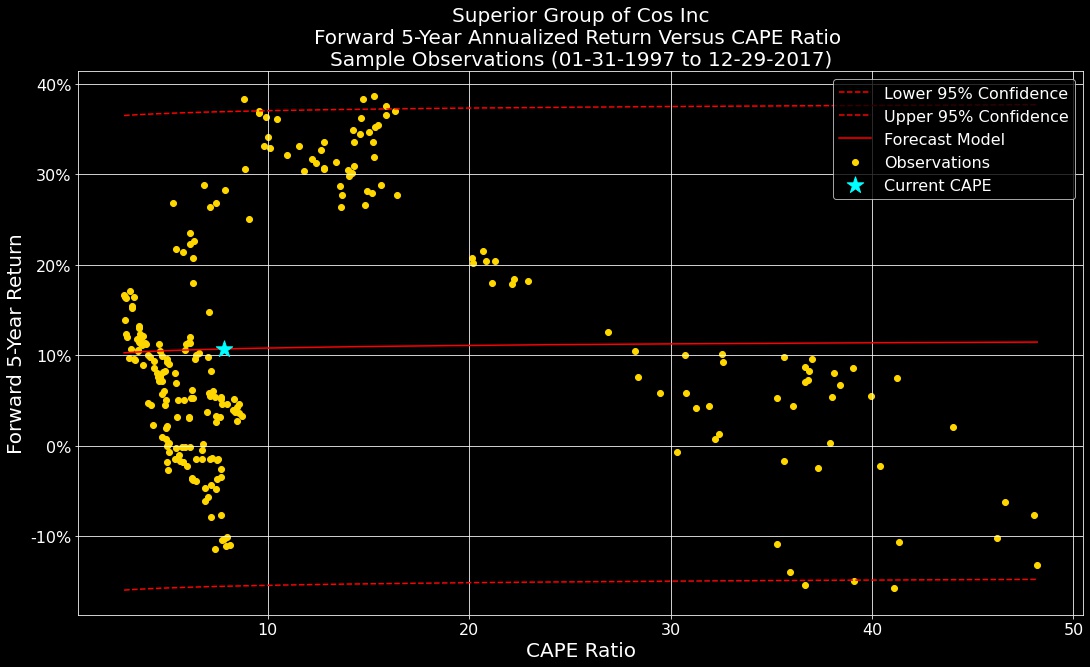 Superior Group of Cos Inc
Forward 5-Year Annualized Return Versus CAPE Ratio
Sample Observations (01-31-1997 to 12-29-2017)
Lower 95% Confidence
Upper 95% Confidence
Forecast Model
Observations
Current CAPE
Forward 5-Year Return
40%
30%
20%
10%
0%
-10%
10
20
30
40
50
CAPE Ratio